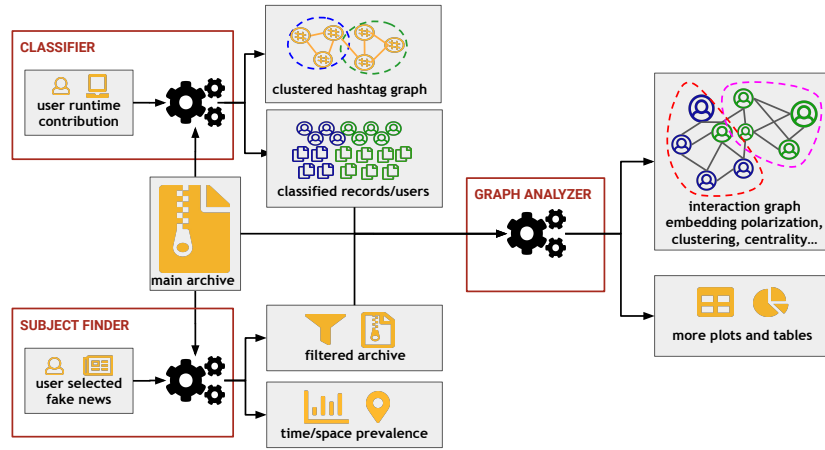 CLASSIFIER
user runtime
contribution
clustered hashtag graph
classified records/users
main archive
SUBJECT FINDER
user selected
fake news
filtered archive
time/space prevalence
GRAPH ANALYZER
interaction graph
embedding polarization,
clustering, centrality...
more plots and tables